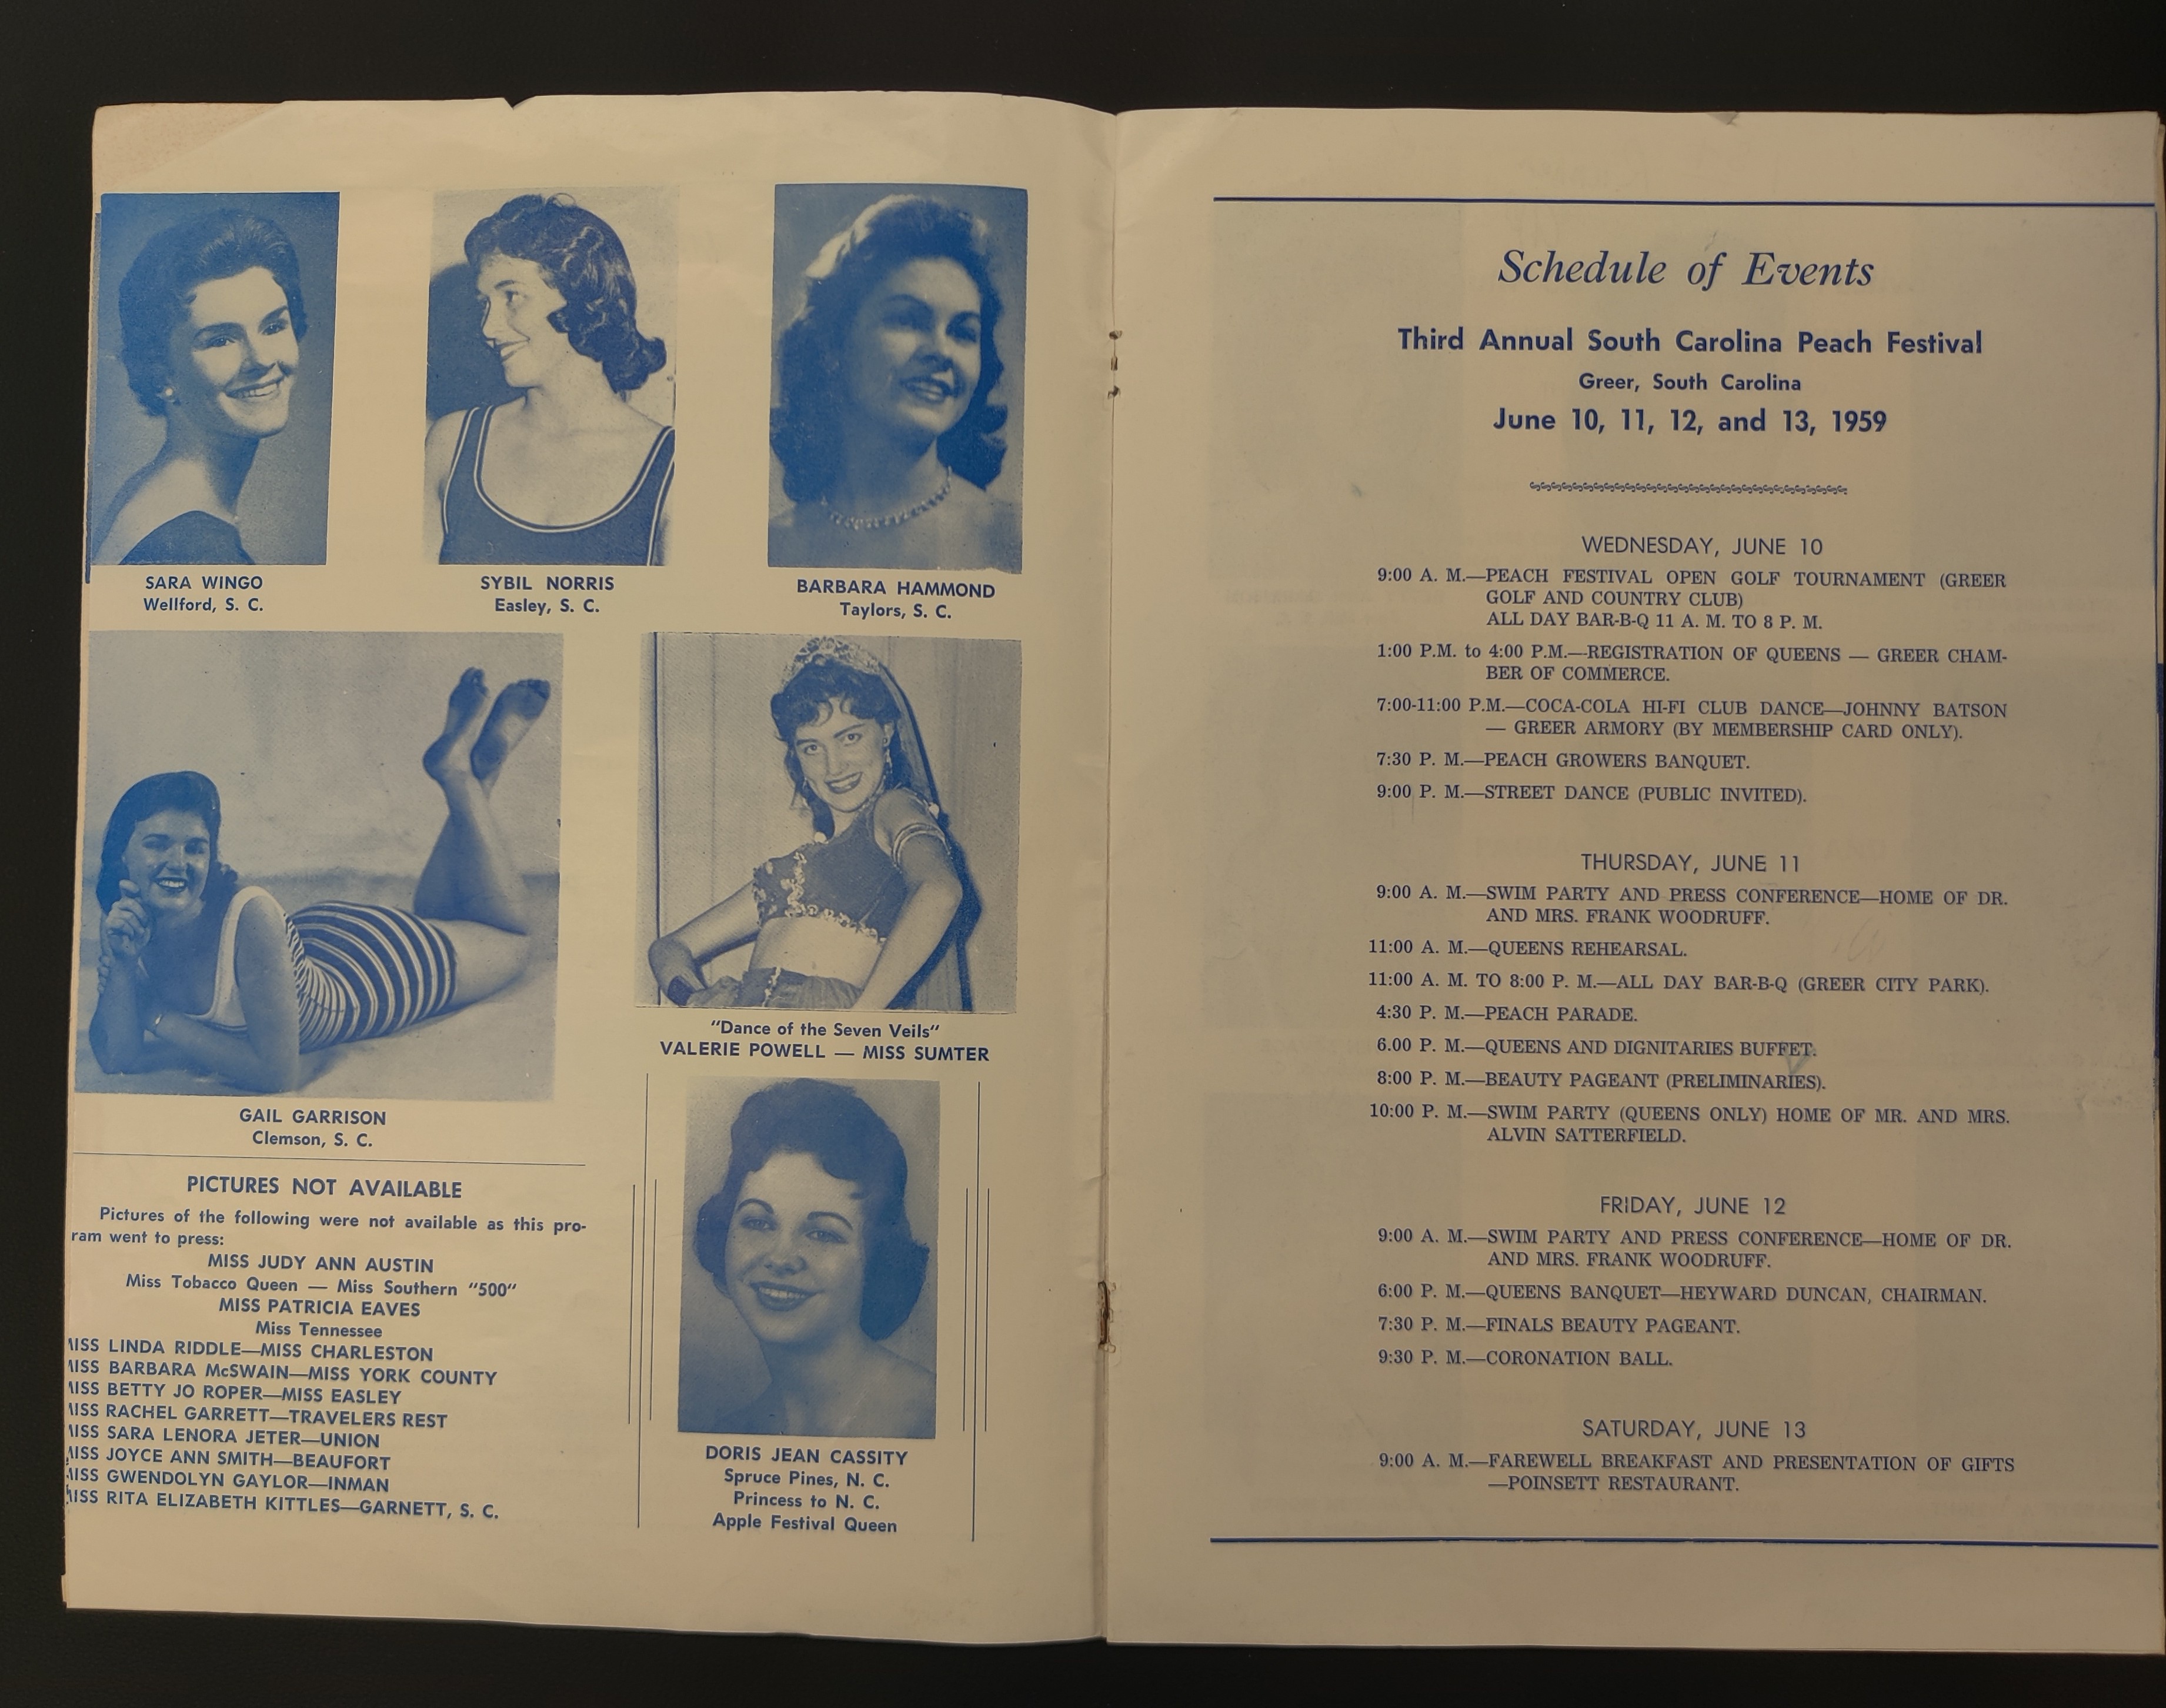 SARA WINGO
Wellford, S. C.
SYBIL NORRIS
Easley, S. C.
BARBARA HAMMOND
Taylors, S. C.
GAIL GARRISON
Clemson, S. C.
"Dance of the Seven Veils"
VALERIE POWELL — MISS SUMTER
PICTURES NOT AVAILABLE
Pictures of the following were not available as this pro-
ram went to press:
MISS JUDY ANN AUSTIN
Miss Tobacco Queen — Miss Southern "500"
MISS PATRICIA EAVES
Miss Tennessee
MISS LINDA RIDDLE—MISS CHARLESTON
MISS BARBARA McSWAIN—MISS YORK COUNTY
MISS BETTY JO ROPER—MISS EASLEY
MISS RACHEL GARRETT—TRAVELERS REST
MISS SARA LENORA JETER—UNION
MISS JOYCE ANN SMITH—BEAUFORT
MISS GWENDOLYN GAYLOR—INMAN
MISS RITA ELIZABETH KITTLES—GARNETT, S. C.
DORIS JEAN CASSITY
Spruce Pines, N. C.
Princess to N. C.
Apple Festival Queen
Schedule of Events
Third Annual South Carolina Peach Festival
Greer, South Carolina
June 10, 11, 12, and 13, 1959
WEDNESDAY, JUNE 10
9:00 A. M.—PEACH FESTIVAL OPEN GOLF TOURNAMENT (GREER
GOLF AND COUNTRY CLUB)
ALL DAY BAR-B-Q 11 A. M. TO 8 P. M.
1:00 P.M. to 4:00 P.M.—REGISTRATION OF QUEENS — GREER CHAM-
BER OF COMMERCE.
7:00-11:00 P.M.—COCA-COLA HI-FI CLUB DANCE—JOHNNY BATSON
— GREER ARMORY (BY MEMBERSHIP CARD ONLY).
7:30 P. M.—PEACH GROWERS BANQUET.
9:00 P. M.—STREET DANCE (PUBLIC INVITED).
THURSDAY, JUNE 11
9:00 A. M.—SWIM PARTY AND PRESS CONFERENCE—HOME OF DR.
AND MRS. FRANK WOODRUFF.
11:00 A. M.—QUEENS REHEARSAL.
11:00 A. M. TO 8:00 P. M.—ALL DAY BAR-B-Q (GREER CITY PARK).
4:30 P. M.—PEACH PARADE.
6.00 P. M.—QUEENS AND DIGNITARIES BUFFET.
8:00 P. M.—BEAUTY PAGEANT (PRELIMINARIES).
10:00 P. M.—SWIM PARTY (QUEENS ONLY) HOME OF MR. AND MRS.
ALVIN SATTERFIELD.
FRIDAY, JUNE 12
9:00 A. M.—SWIM PARTY AND PRESS CONFERENCE—HOME OF DR.
AND MRS. FRANK WOODRUFF.
6:00 P. M.—QUEENS BANQUET—HEYWARD DUNCAN, CHAIRMAN.
7:30 P. M.—FINALS BEAUTY PAGEANT.
9:30 P. M.—CORONATION BALL.
SATURDAY, JUNE 13
9:00 A. M.—FAREWELL BREAKFAST AND PRESENTATION OF GIFTS
—POINSETT RESTAURANT.